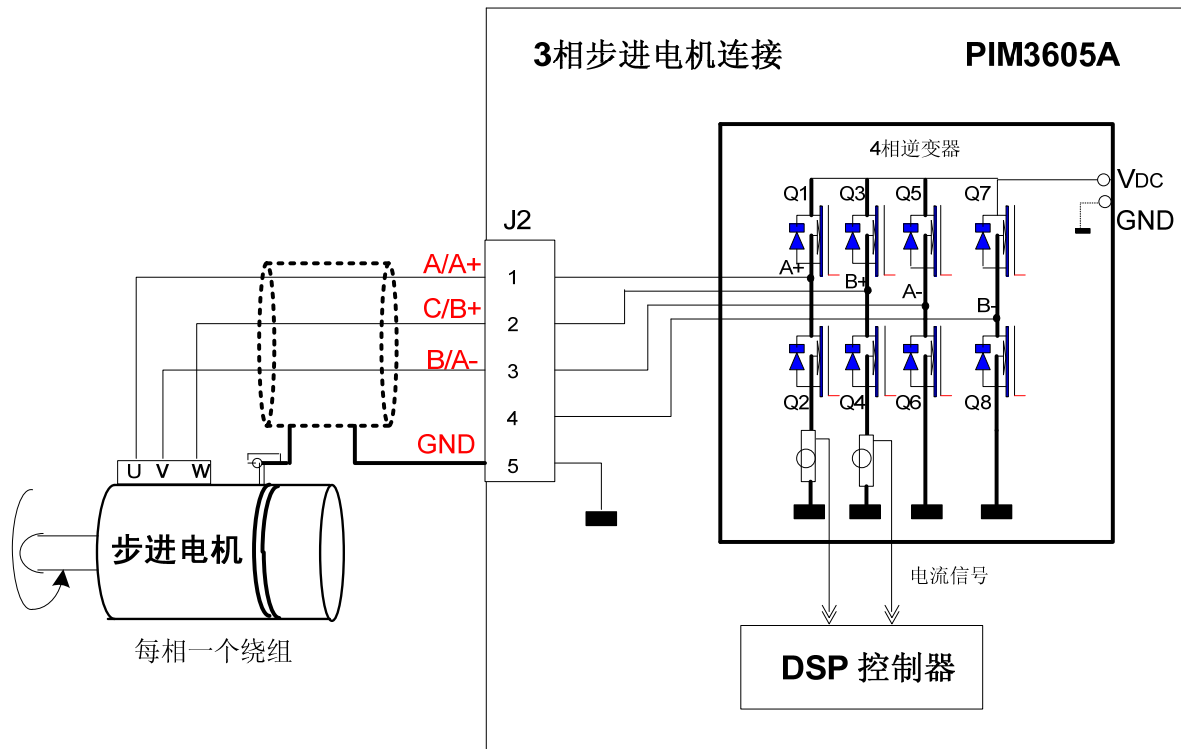 3相步进电机连接
PIM3605A
4相逆变器
Q1
Q3
Q5
Q7
VDC
GND
J2
A/A+
1
A+
B+
A-
B-
C/B+
2
B/A-
3
4
Q2
Q4
Q6
Q8
GND
5
U V W
步进电机
电流信号
每相一个绕组
DSP 控制器